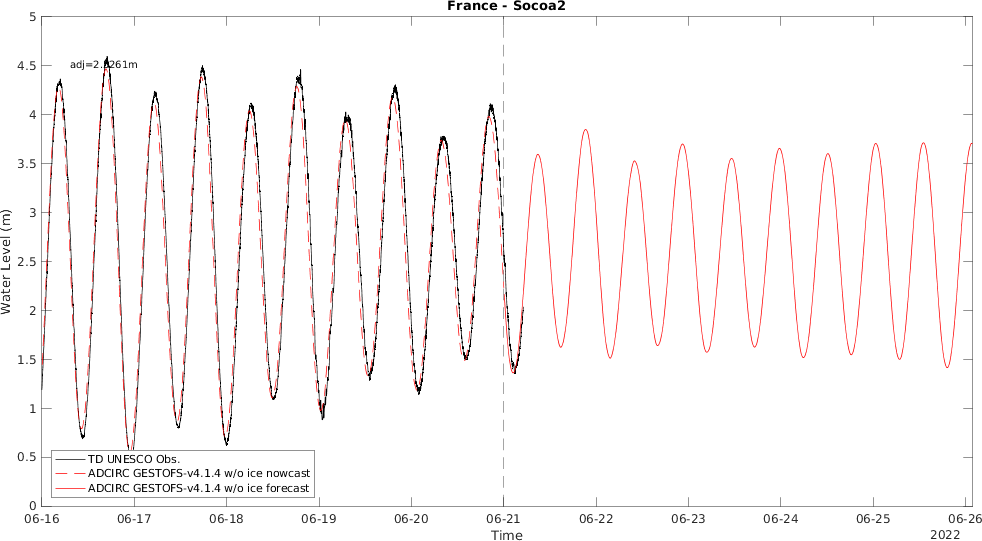 France - Socoa2
5
4.5
4
3.5
3
2.5
2
1.5
1
0.5
0
Water Level (m)
TD UNESCO Obs.
ADCIRC GESTOFS-v4.1.4 w/o ice nowcast
ADCIRC GESTOFS-v4.1.4 w/o ice forecast
06-16 06-17 06-18 06-19 06-20 06-21 06-22 06-23 06-24 06-25 06-26
Time
2022